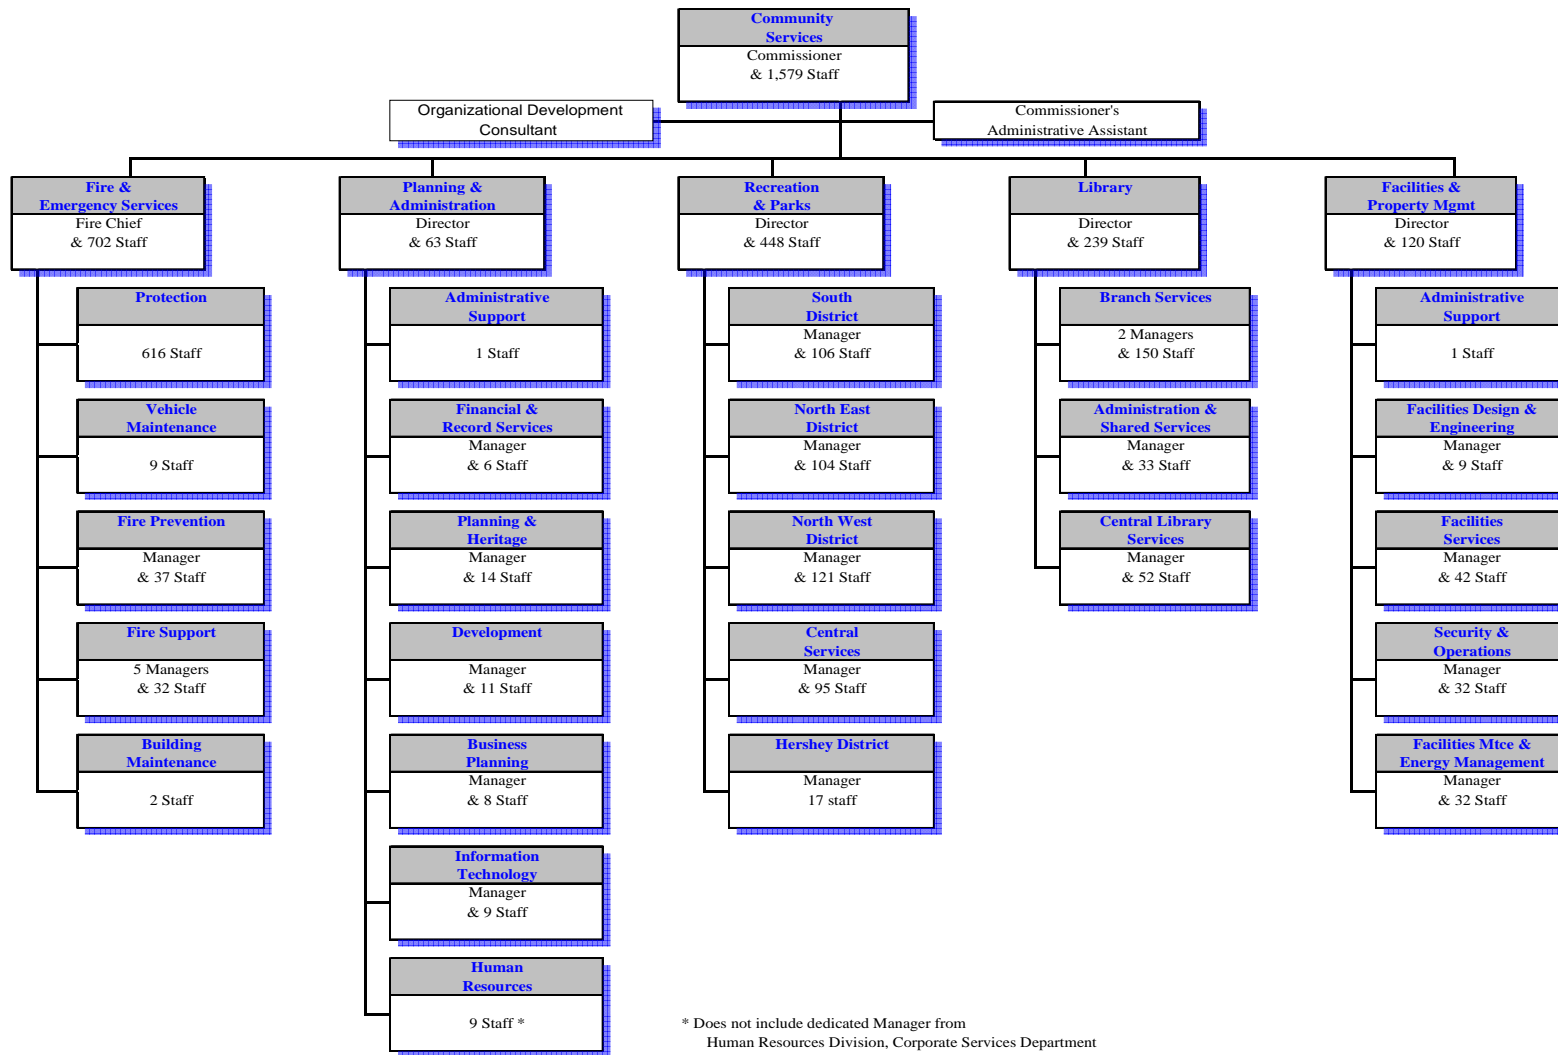 Community
Services
Commissioner
& 1,579 Staff
Organizational Development
Consultant
Commissioner's
Administrative Assistant
Fire &
Emergency Services
Fire Chief
& 702 Staff
Protection
616 Staff
Vehicle
Maintenance
9 Staff
Fire Prevention
Manager
& 37 Staff
Fire Support
5 Managers
& 32 Staff
Building
Maintenance
2 Staff
Planning &
Administration
Director
& 63 Staff
Administrative
Support
1 Staff
Financial &
Record Services
Manager
& 6 Staff
Planning &
Heritage
Manager
& 14 Staff
Development
Manager
& 11 Staff
Business
Planning
Manager
& 8 Staff
Information
Technology
Manager
& 9 Staff
Human
Resources
9 Staff *
Recreation
& Parks
Director
& 448 Staff
South
District
Manager
& 106 Staff
North East
District
Manager
& 104 Staff
North West
District
Manager
& 121 Staff
Central
Services
Manager
& 95 Staff
Hershey District
Manager
17 staff
Library
Director
& 239 Staff
Branch Services
2 Managers
& 150 Staff
Administration &
Shared Services
Manager
& 33 Staff
Central Library
Services
Manager
& 52 Staff
Facilities &
Property Mgmt
Director
& 120 Staff
Administrative
Support
1 Staff
Facilities Design &
Engineering
Manager
& 9 Staff
Facilities
Services
Manager
& 42 Staff
Security &
Operations
Manager
& 32 Staff
Facilities Mtce &
Energy Management
Manager
& 32 Staff
* Does not include dedicated Manager from
Human Resources Division, Corporate Services Department